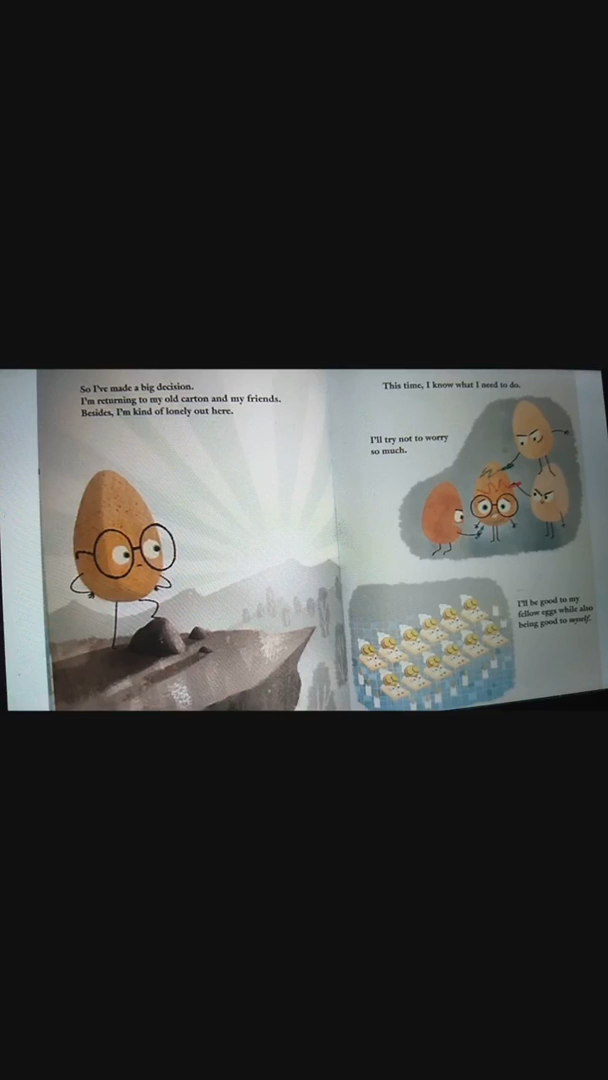 So I've made a big decision.
I'm returning to my old carton and my friends.
Besides, I'm kind of lonely out here.
This time, I know what I need to do.
I'll try not to worry
so much.
I'll be good to my
fellow eggs while also
being good to myself.